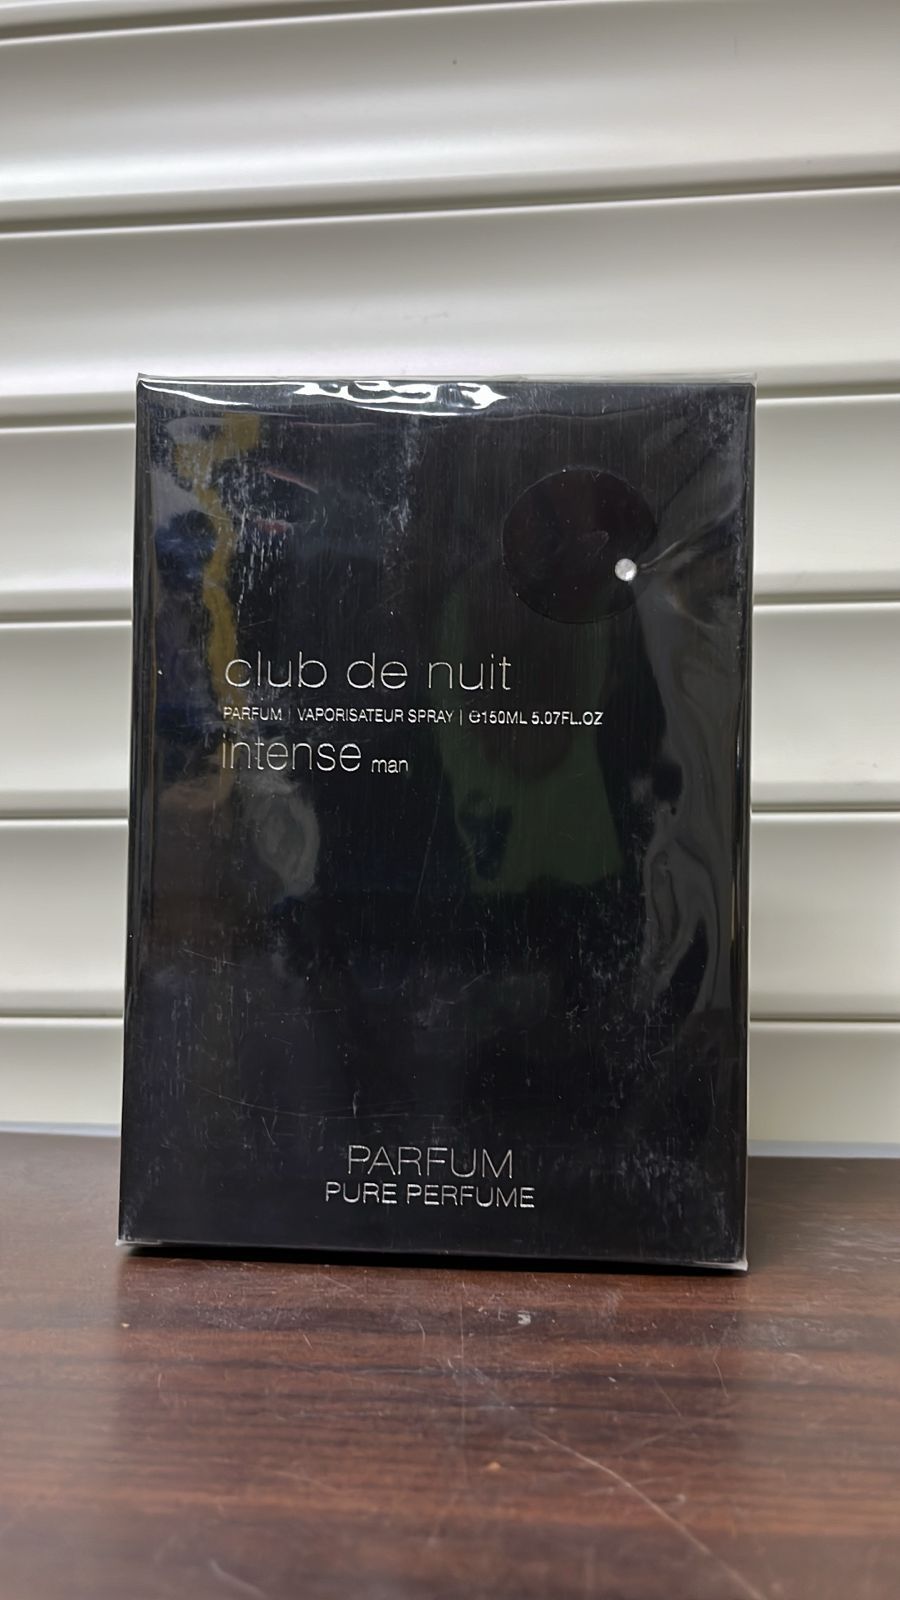 club de nuit
PARFUM | VAPORISATEUR SPRAY | ℮150ML 5.07FL.OZ
intense man
PARFUM
PURE PERFUME